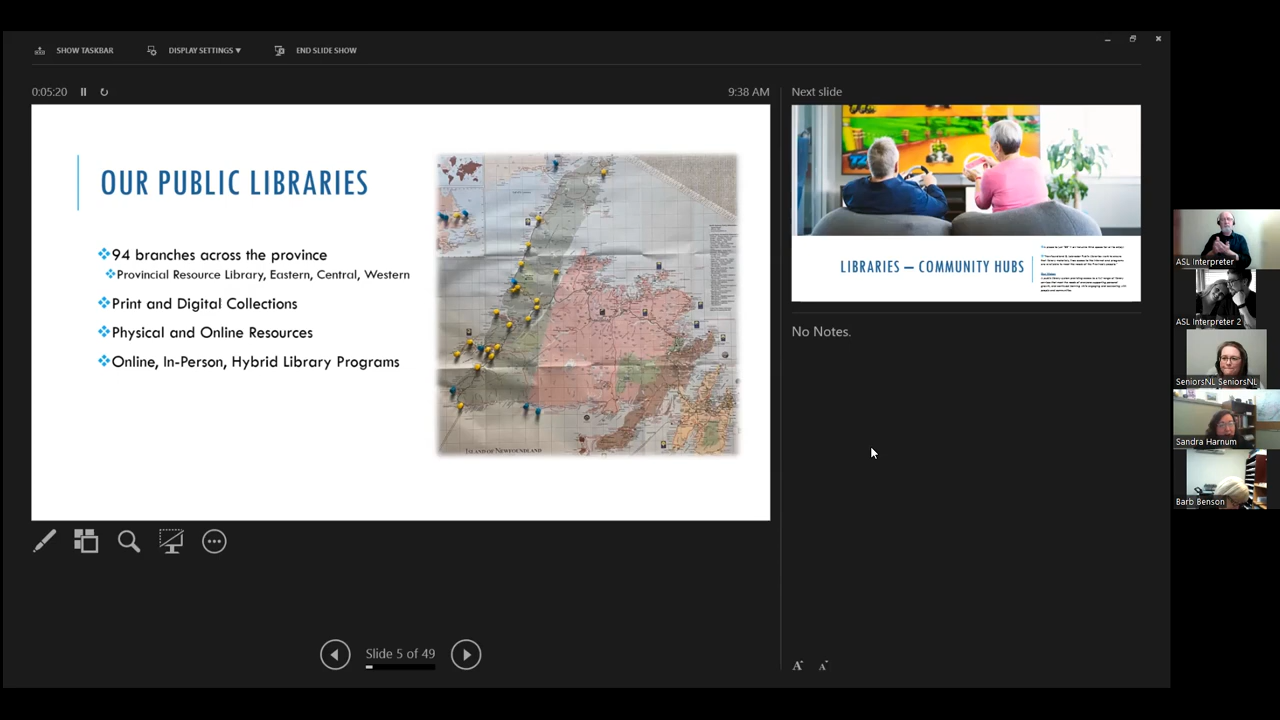 SHOW TASKBAR
DISPLAY SETTINGS ▼
END SLIDE SHOW
0:05:20
9:38 AM
OUR PUBLIC LIBRARIES
94 branches across the province
Provincial Resource Library, Eastern, Central, Western
Print and Digital Collections
Physical and Online Resources
Online, In-Person, Hybrid Library Programs
ISLAND OF NEWFOUNDLAND
Slide 5 of 49
Next slide
LIBRARIES – COMMUNITY HUBS
No Notes.
ASL Interpreter
ASL Interpreter 2
SeniorsNL SeniorsNL
Sandra Harnum
Barb Benson